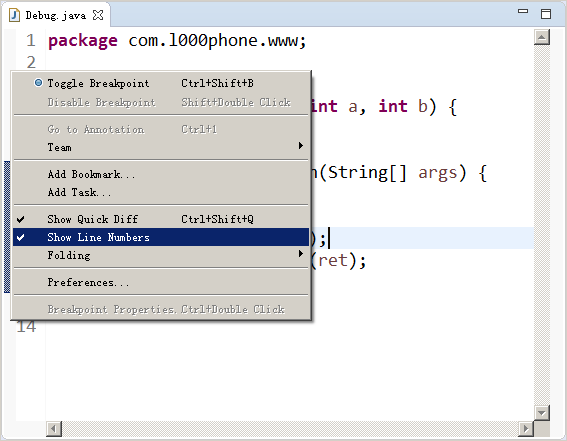 Debug.java
1 package com.l000phone.www;
2
Toggle Breakpoint Ctrl+Shift+B
Disable Breakpoint Shift+Double Click
int a, int b) {
Go to Annotation Ctrl+1
Team
(String[] args) {
Add Bookmark...
Add Task...
Show Quick Diff Ctrl+Shift+Q
Show Line Numbers );
Folding (ret);
Preferences...
Breakpoint Properties. Ctrl+Double Click
14